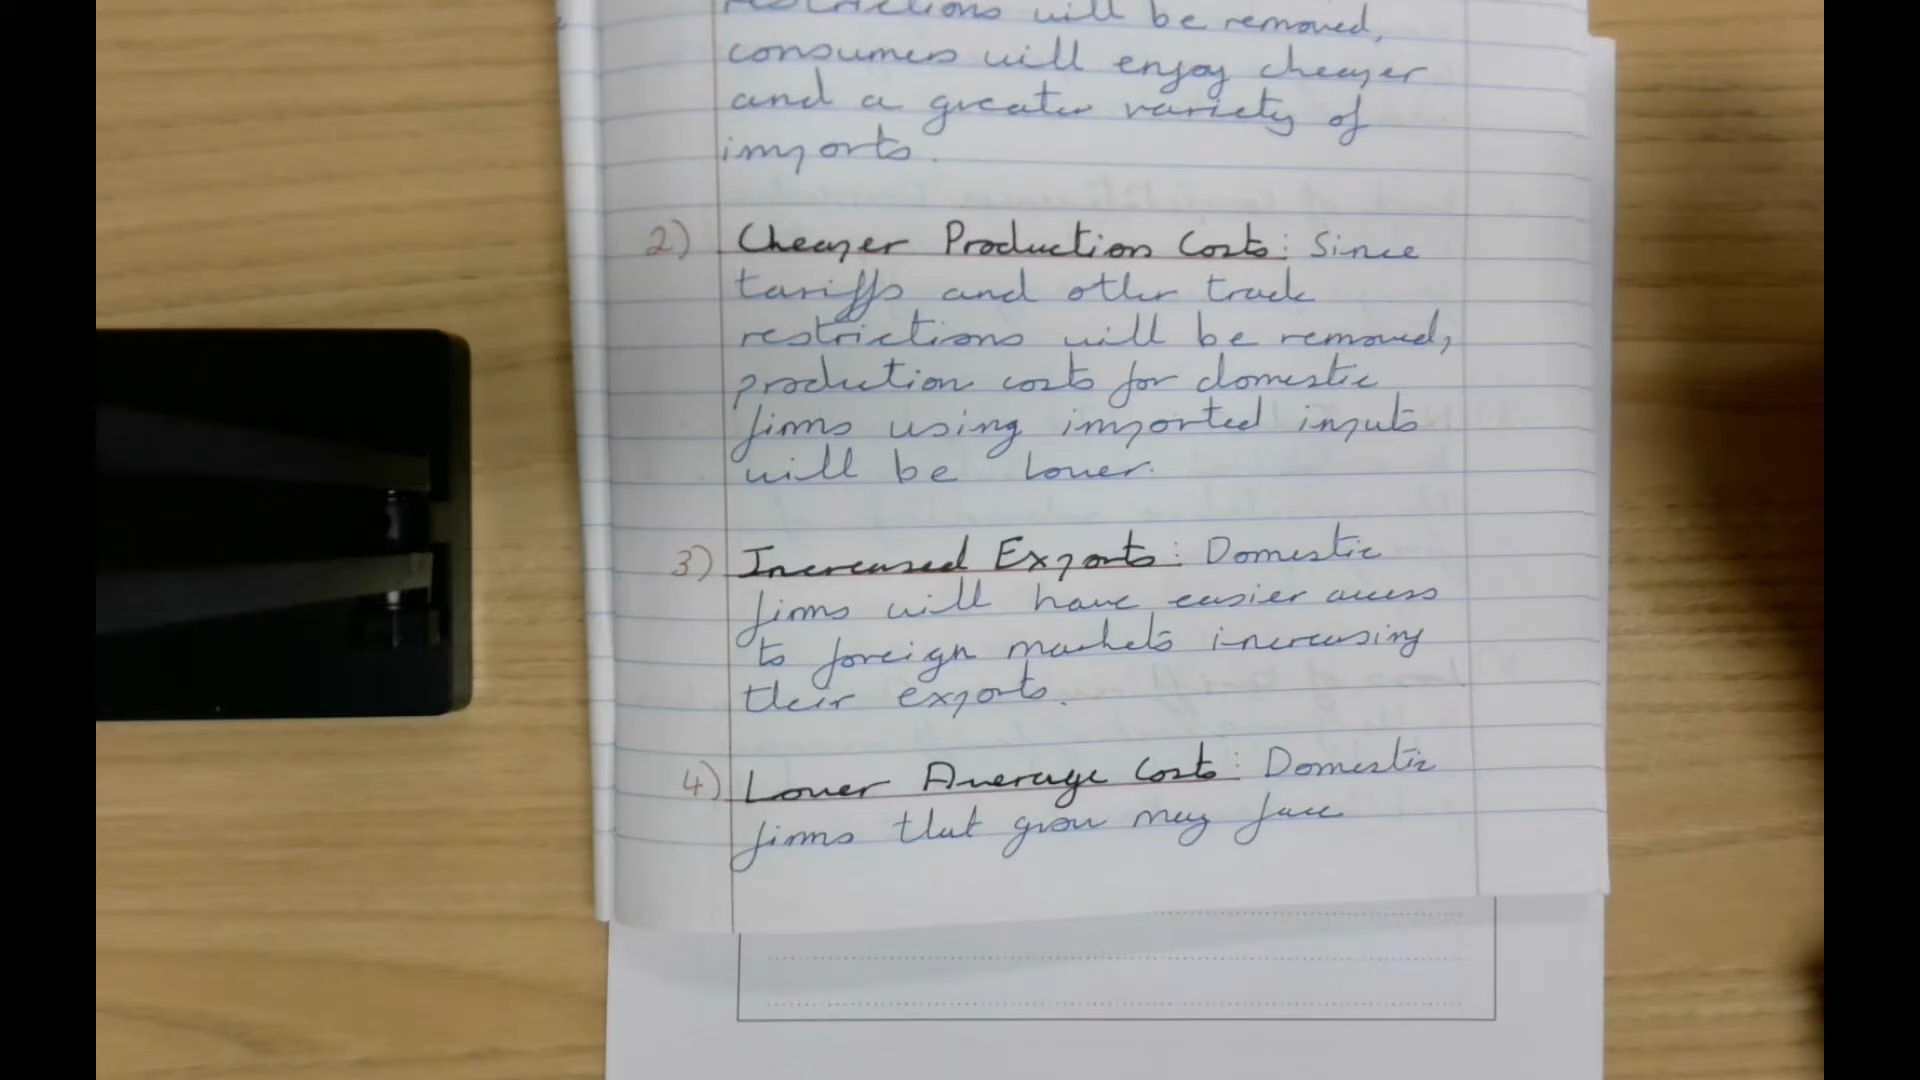 restrictions will be removed,
consumers will enjoy cheaper
and a greater variety of
imports.
2) Cheaper Production Costs: Since
tariffs and other trade
restrictions will be removed,
production costs for domestic
firms using imported inputs
will be lower.
3) Increased Exports: Domestic
firms will have easier access
to foreign markets increasing
their exports.
4) Lower Average Costs: Domestic
firms that grow may face